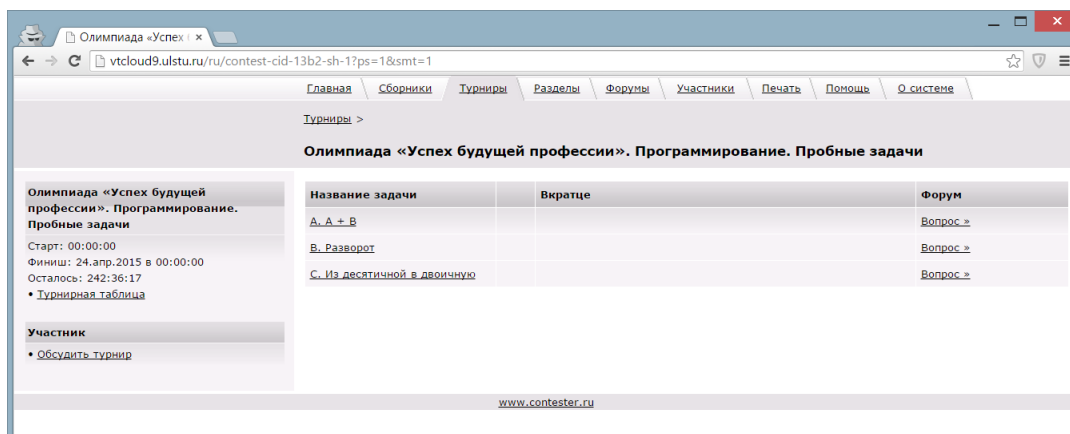 Олимпиада «Успех
vtcloud9.ulstu.ru/ru/contest-cid-13b2-sh-1?ps=1&smt=1
Главная Сборники Турниры Разделы Форумы Участники Печать Помощь О системе
Турниры >
Олимпиада «Успех будущей профессии». Программирование. Пробные задачи
Олимпиада «Успех будущей
профессии». Программирование.
Пробные задачи
Старт: 00:00:00
Финиш: 24.апр.2015 в 00:00:00
Осталось: 242:36:17
• Турнирная таблица
Участник
• Обсудить турнир
Название задачи Вкратце Форум
A. A + B Вопрос »
B. Разворот Вопрос »
C. Из десятичной в двоичную Вопрос »
www.contester.ru